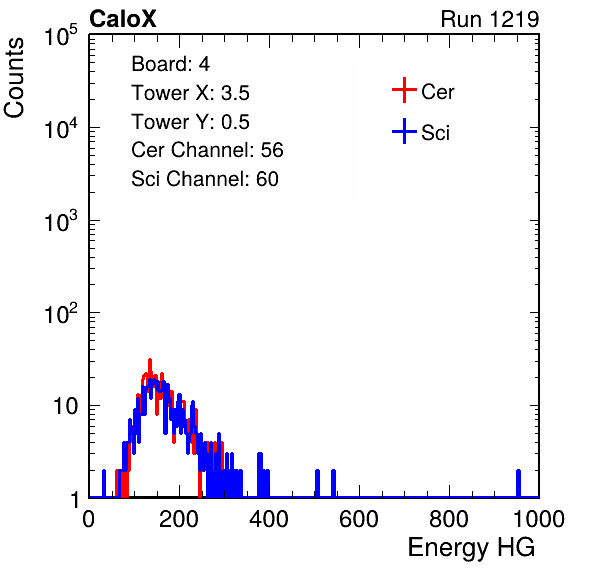 CaloX Run 1219
Counts
Board: 4
Tower X: 3.5
Tower Y: 0.5
Cer Channel: 56
Sci Channel: 60
Cer
Sci
10^5
10^4
10^3
10^2
10
1
0 200 400 600 800 1000
Energy HG